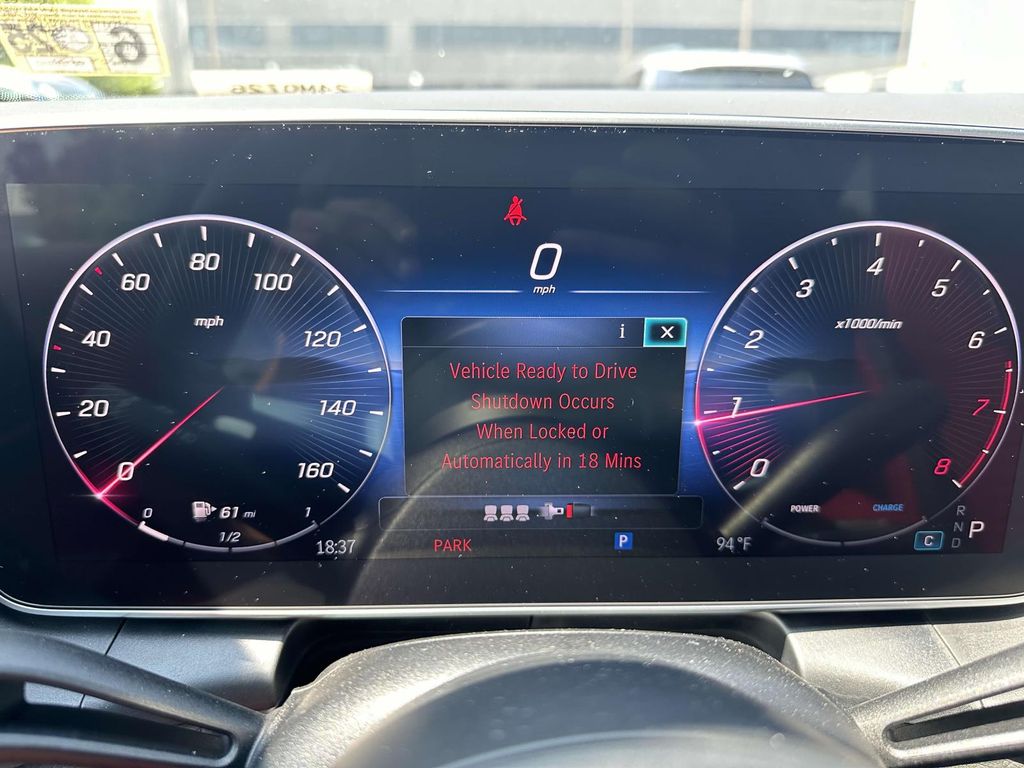 6
0
mph
60
80
100
40
mph
120
20
140
0
160
61 mi
0
1
1/2
18:37
i
Vehicle Ready to Drive
Shutdown Occurs
When Locked or
Automatically in 18 Mins
PARK
P
94°F
3
4
5
2
x1000/min
6
1
7
0
8
POWER
CHARGE
R
N
D
P
C